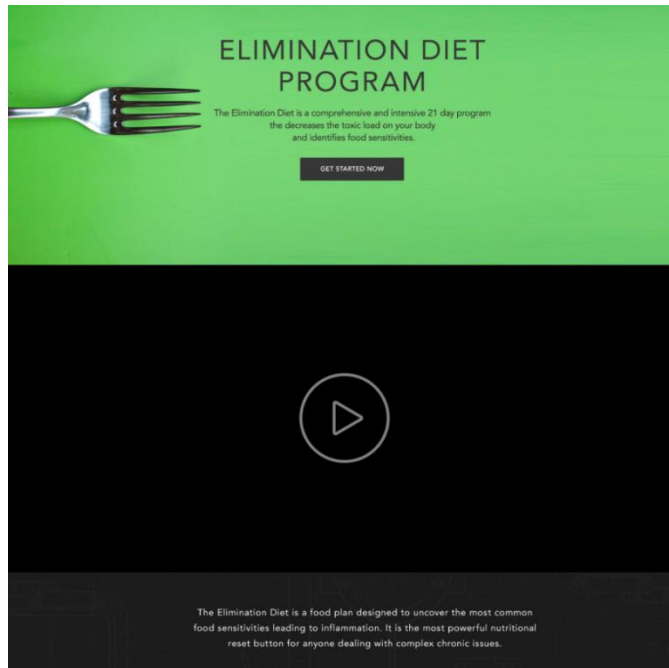 ELIMINATION DIET
PROGRAM
The Elimination Diet is a comprehensive and intensive 21 day program
the decreases the toxic load on your body
and identifies food sensitivities.
GET STARTED NOW
The Elimination Diet is a food plan designed to uncover the most common
food sensitivities leading to inflammation. It is the most powerful nutritional
reset button for anyone dealing with complex chronic issues.